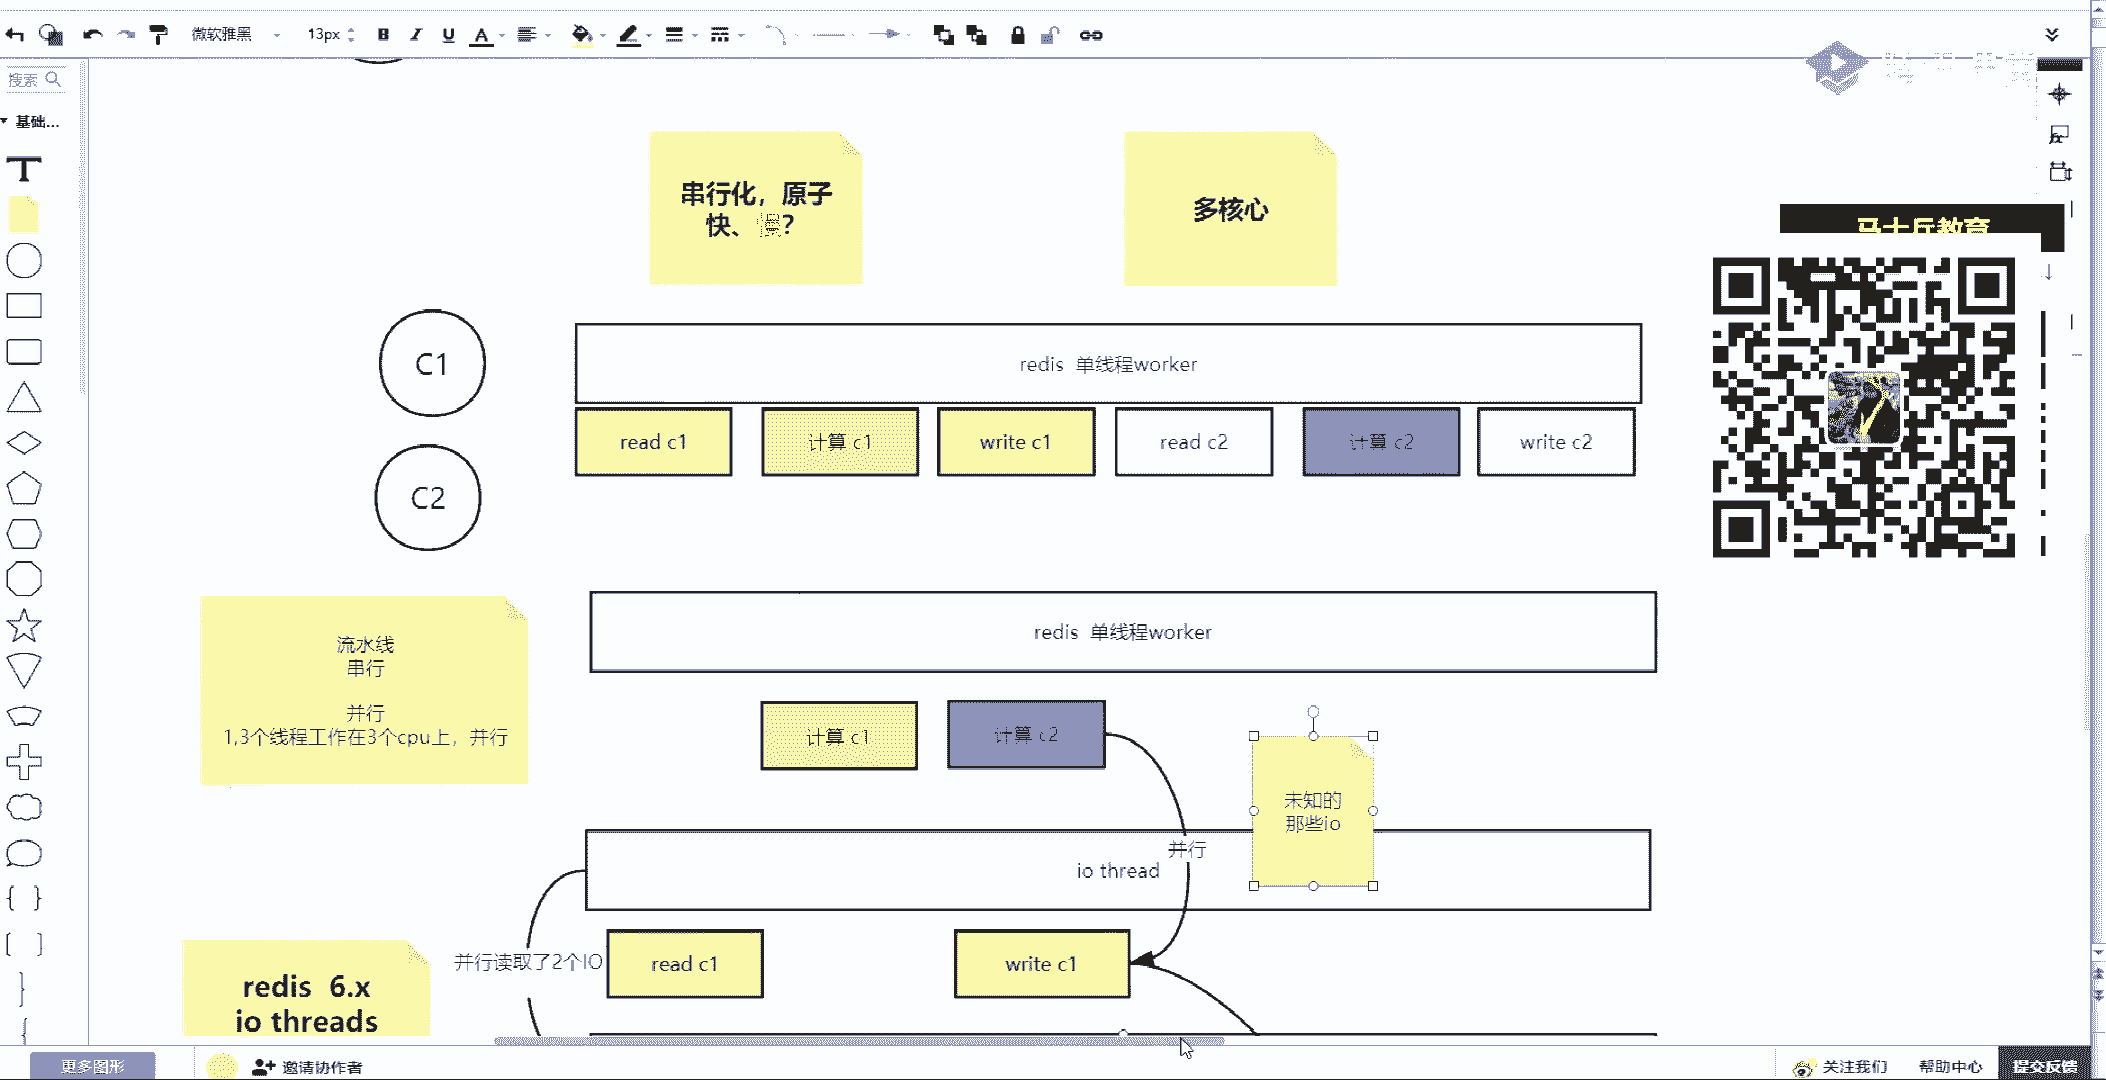 微软雅黑
13px
B I U A
搜索
基础...
T
串行化，原子
快、慢?
多核心
马士兵教育
C1
redis 单线程worker
read c1
计算 c1
write c1
read c2
计算 c2
write c2
C2
流水线
串行
并行
1,3个线程工作在3个cpu上，并行
redis 单线程worker
计算 c1
计算 c2
未知的
那些io
并行
io thread
并行读取了2个IO
read c1
write c1
redis 6.x
io threads
更多图形
邀请协作者
关注我们
帮助中心
提交反馈